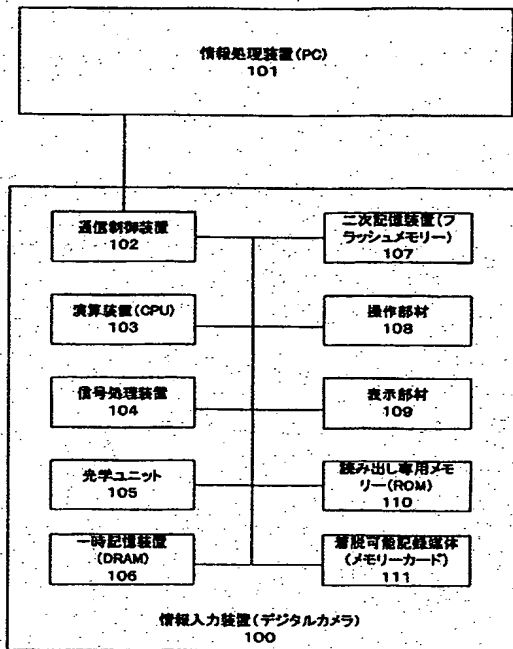 情報処理装置(PC)
101
通信制御装置
102
二次記憶装置(フ
ラッシュメモリー)
107
演算装置(CPU)
103
操作部材
108
信号処理装置
104
表示部材
109
光学ユニット
105
読み出し専用メモ
リー(ROM)
110
一時記憶装置
(DRAM)
106
着脱可能記録媒体
(メモリーカード)
111
情報入力装置(デジタルカメラ)
100